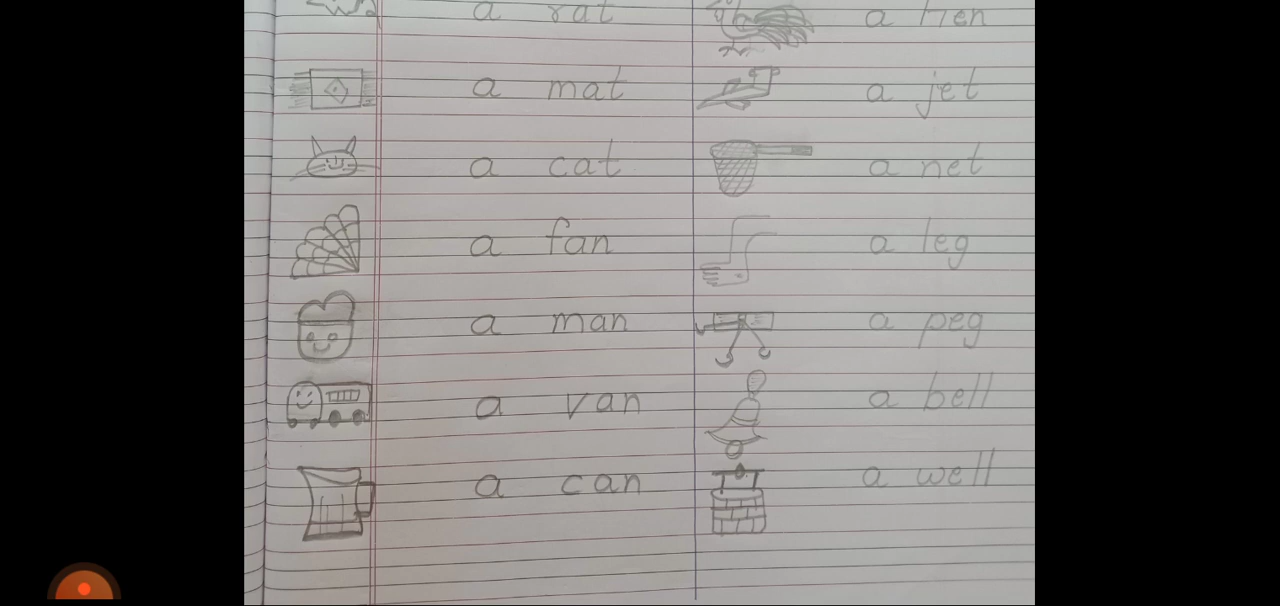 a rat a hen
a mat a jet
a cat a net
a fan a leg
a man a peg
a van a bell
a can a well